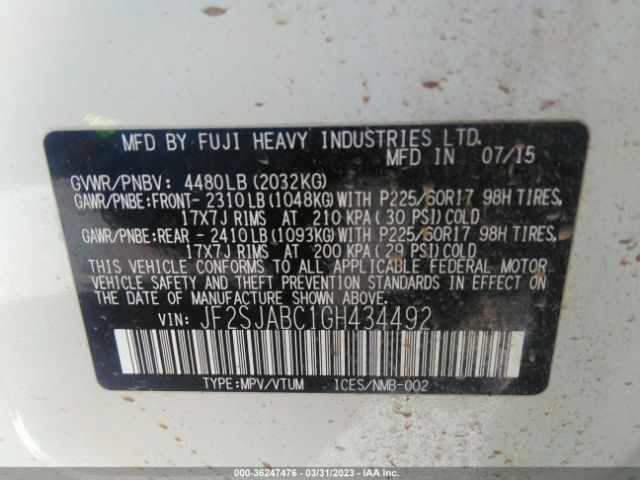 MFD BY FUJI HEAVY INDUSTRIES LTD.
MFD IN 07/15
GVWR/PNBV: 4480LB(2032KG)
GAWR/PNBE:FRONT-2310LB(1048KG)WITH P225/60R17 98H TIRES,
17X7J RIMS AT 210 KPA(30 PSI)COLD
GAWR/PNBE:REAR-2410LB(1093KG)WITH P225/60R17 98H TIRES,
17X7J RIMS AT 200 KPA(29 PSI)COLD
THIS VEHICLE CONFORMS TO ALL APPLICABLE FEDERAL MOTOR
VEHICLE SAFETY AND THEFT PREVENTION STANDARDS IN EFFECT
ON THE DATE OF MANUFACTURE SHOWN ABOVE.
VIN: JF2SJABC1GH434492
TYPE:MPV/VTUM ICES/NMB-002
000-36247476 - 03/31/2023 - IAA Inc.